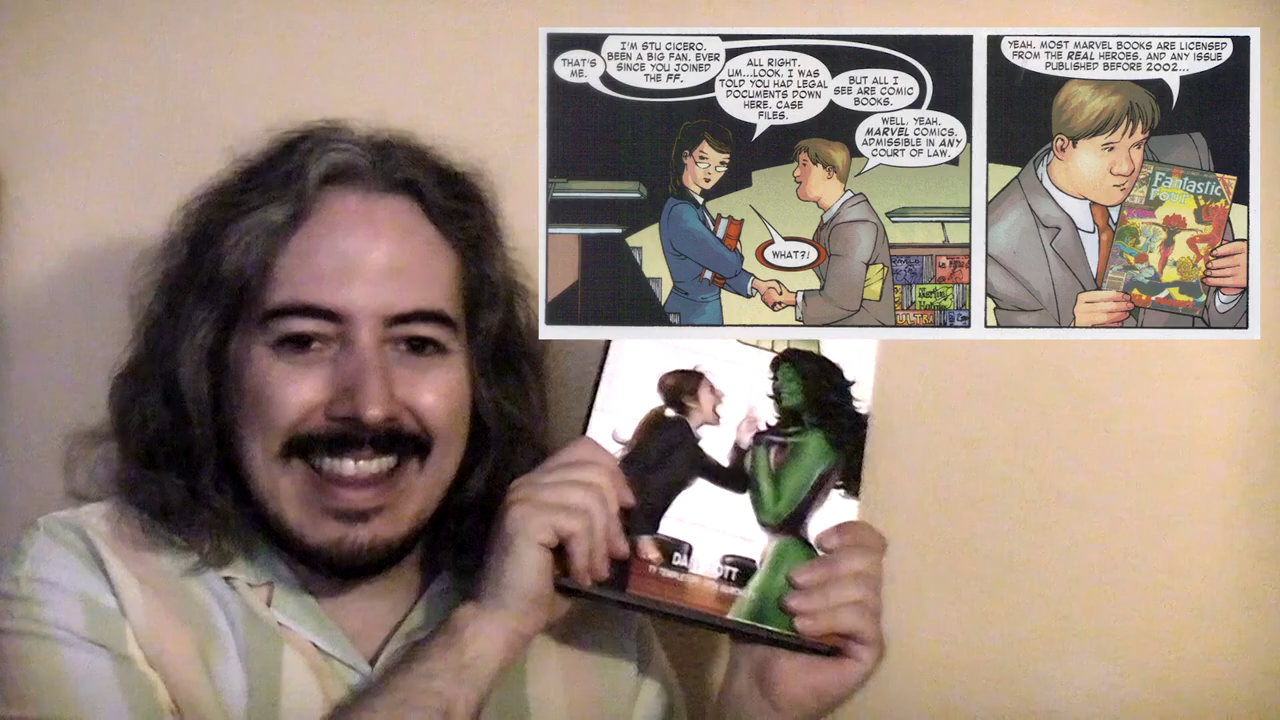 THAT'S
ME.
I'M STU CICERO.
BEEN A BIG FAN. EVER
SINCE YOU JOINED
THE FF.
ALL RIGHT.
UM...LOOK, I WAS
TOLD YOU HAD LEGAL
DOCUMENTS DOWN
HERE. CASE
FILES.
BUT ALL I
SEE ARE COMIC
BOOKS.
WELL, YEAH.
MARVEL COMICS.
ADMISSIBLE IN ANY
COURT OF LAW.
WHAT?!
ULTRA
YEAH. MOST MARVEL BOOKS ARE LICENSED
FROM THE REAL HEROES. AND ANY ISSUE
PUBLISHED BEFORE 2002...
Fantastic
Four